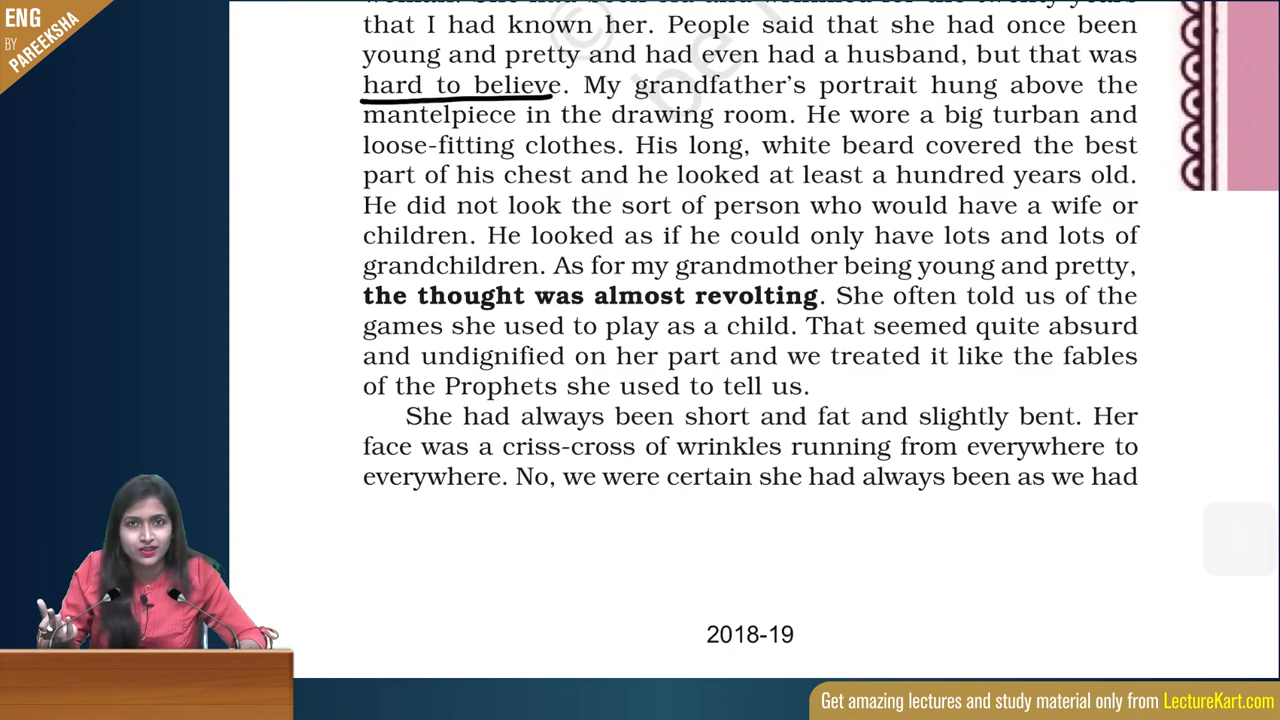 ENG
BY
PAREEKSHA
that I had known her. People said that she had once been
young and pretty and had even had a husband, but that was
hard to believe. My grandfather's portrait hung above the
mantelpiece in the drawing room. He wore a big turban and
loose-fitting clothes. His long, white beard covered the best
part of his chest and he looked at least a hundred years old.
He did not look the sort of person who would have a wife or
children. He looked as if he could only have lots and lots of
grandchildren. As for my grandmother being young and pretty,
the thought was almost revolting. She often told us of the
games she used to play as a child. That seemed quite absurd
and undignified on her part and we treated it like the fables
of the Prophets she used to tell us.
She had always been short and fat and slightly bent. Her
face was a criss-cross of wrinkles running from everywhere to
everywhere. No, we were certain she had always been as we had
2018-19
Get amazing lectures and study material only from LectureKart.com